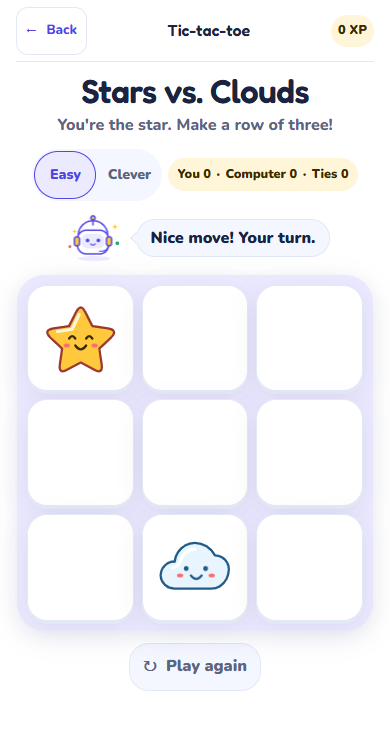 ← Back
Tic-tac-toe
0 XP
Stars vs. Clouds
You're the star. Make a row of three!
Easy
Clever
You 0 · Computer 0 · Ties 0
Nice move! Your turn.
↻ Play again